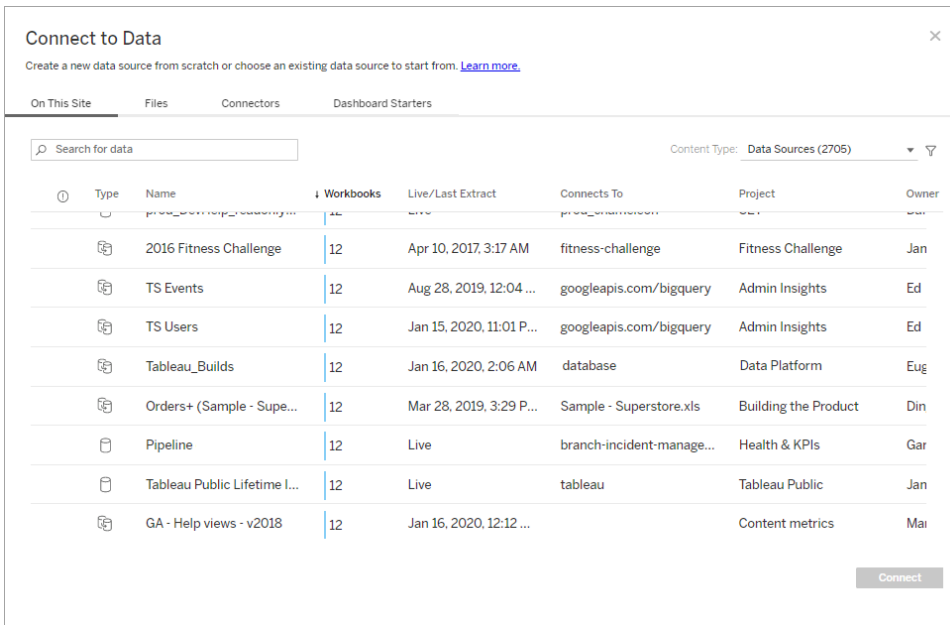 Connect to Data
Create a new data source from scratch or choose an existing data source to start from. Learn more.
On This Site Files Connectors Dashboard Starters
Search for data Content Type: Data Sources (2705)
Type Name ↓ Workbooks Live/Last Extract Connects To Project Owner
12 Live
2016 Fitness Challenge 12 Apr 10, 2017, 3:17 AM fitness-challenge Fitness Challenge Jan
TS Events 12 Aug 28, 2019, 12:04 ... googleapis.com/bigquery Admin Insights Ed
TS Users 12 Jan 15, 2020, 11:01 P... googleapis.com/bigquery Admin Insights Ed
Tableau_Builds 12 Jan 16, 2020, 2:06 AM database Data Platform Eug
Orders+ (Sample - Supe... 12 Mar 28, 2019, 3:29 P... Sample - Superstore.xls Building the Product Din
Pipeline 12 Live branch-incident-manage... Health & KPIs Gar
Tableau Public Lifetime I... 12 Live tableau Tableau Public Jan
GA - Help views - v2018 12 Jan 16, 2020, 12:12 ... Content metrics Mar
Connect